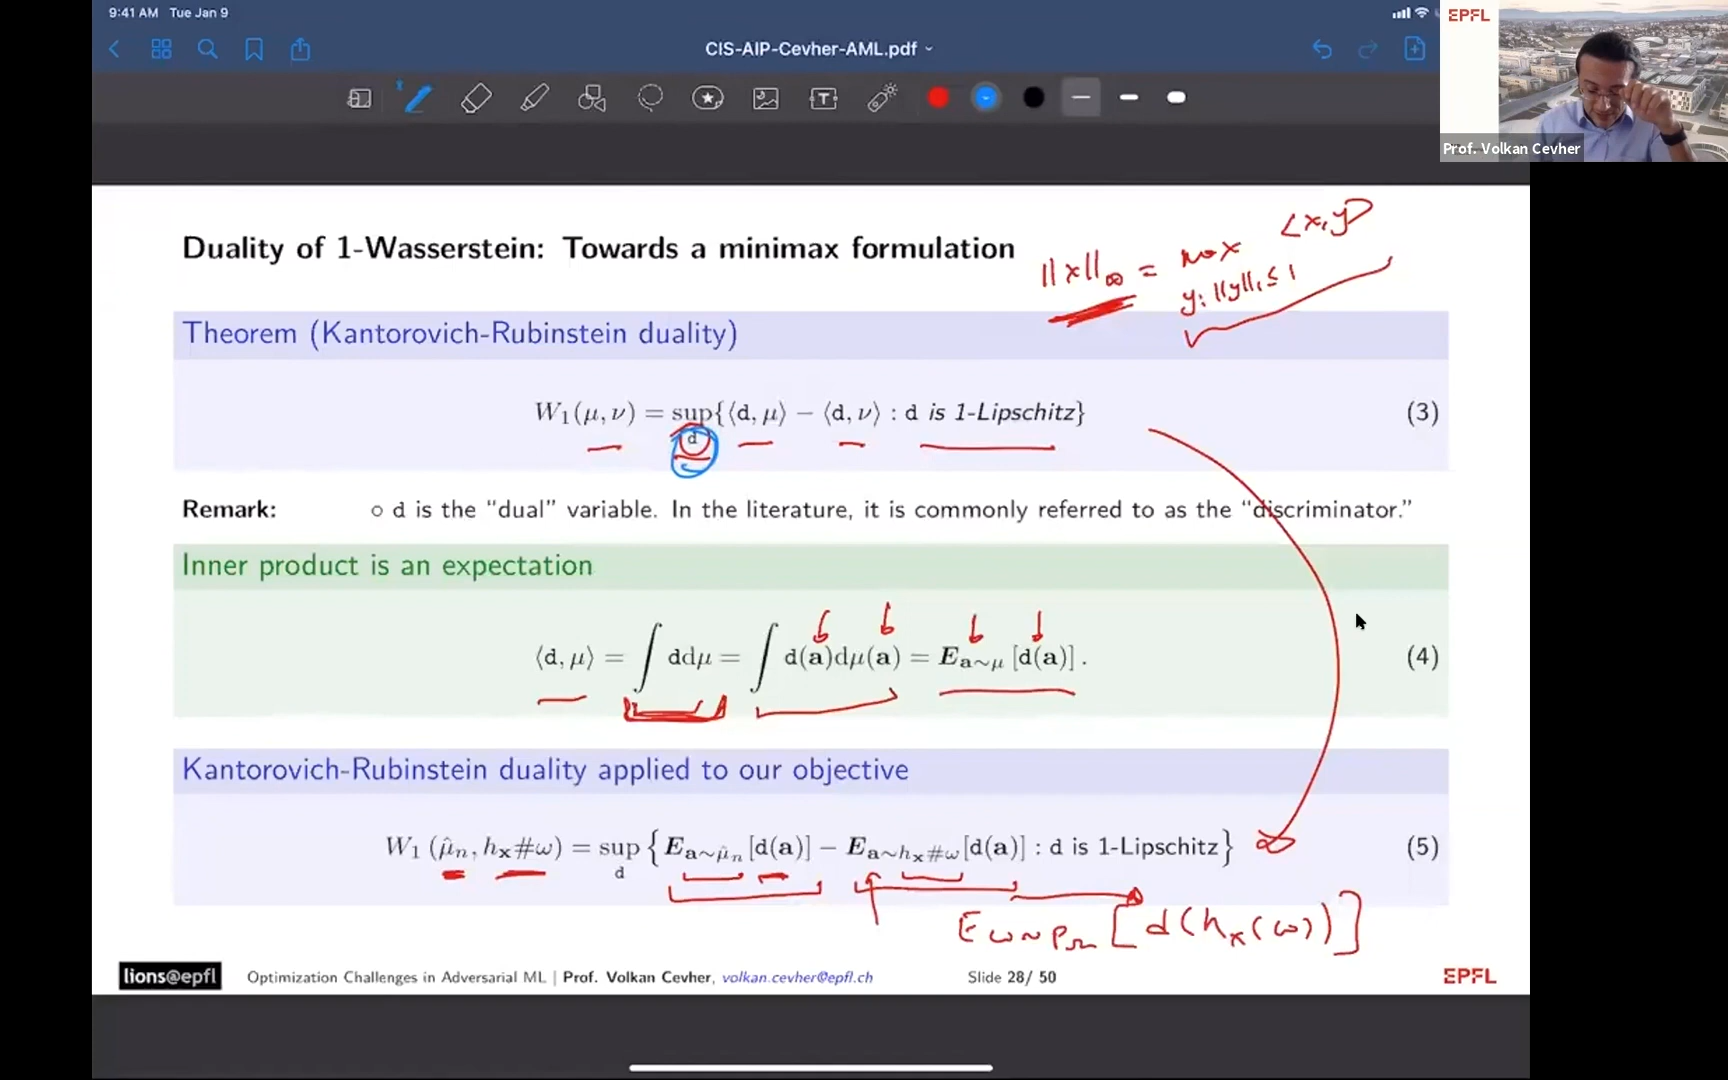 9:41 AM Tue Jan 9
CIS-AIP-Cevher-AML.pdf
EPFL
Prof. Volkan Cevher
Duality of 1-Wasserstein: Towards a minimax formulation
||x||∞ = max ⟨x,y⟩
y: ||y||₁ ≤ 1
Theorem (Kantorovich-Rubinstein duality)
W₁(μ, ν) = sup{⟨d, μ⟩ − ⟨d, ν⟩ : d is 1-Lipschitz} (3)
d
Remark: ○ d is the “dual” variable. In the literature, it is commonly referred to as the “discriminator.”
Inner product is an expectation
⟨d, μ⟩ = ∫ ddμ = ∫ d(a)dμ(a) = E_{a∼μ} [d(a)] . (4)
Kantorovich-Rubinstein duality applied to our objective
W₁ (μ̂ₙ, hₓ#ω) = sup {E_{a∼μ̂ₙ} [d(a)] − E_{a∼hₓ#ω}[d(a)] : d is 1-Lipschitz} (5)
d
E ω∼p_Ω [d(hₓ(ω))]
lions@epfl Optimization Challenges in Adversarial ML | Prof. Volkan Cevher, volkan.cevher@epfl.ch Slide 28/ 50 EPFL